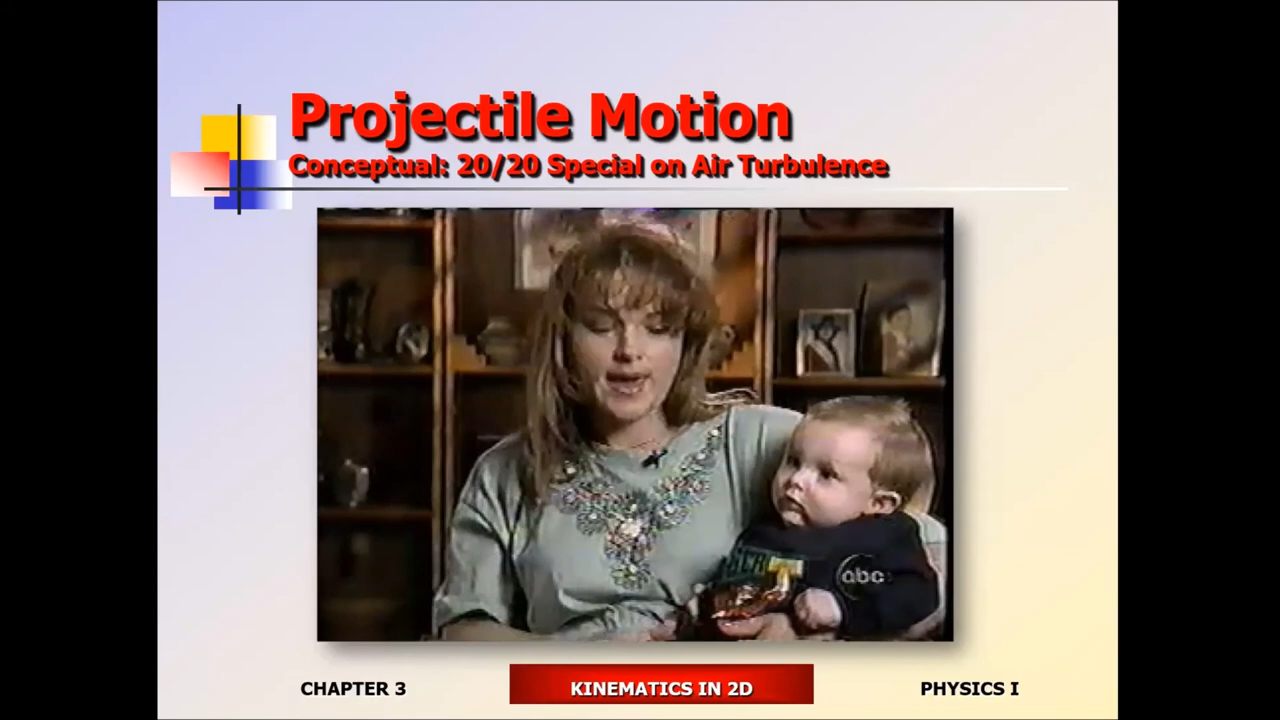 Projectile Motion
Conceptual: 20/20 Special on Air Turbulence
abc
CHAPTER 3
KINEMATICS IN 2D
PHYSICS I